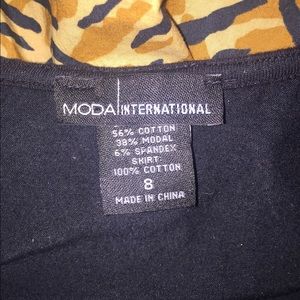 MODA INTERNATIONAL
56% COTTON
38% MODAL
6% SPANDEX
SKIRT:
100% COTTON
8
MADE IN CHINA